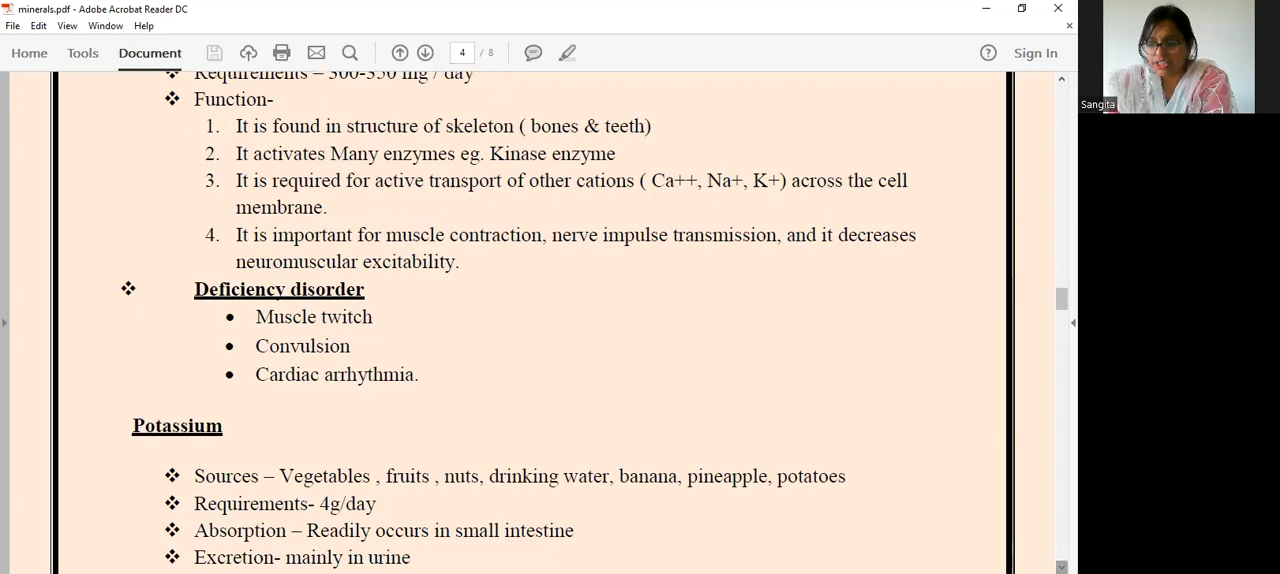 minerals.pdf - Adobe Acrobat Reader DC
File Edit View Window Help
Home Tools Document 4 / 8 Sign In
Sangita
❖ Requirements – 300-350 mg / day
❖ Function-
1. It is found in structure of skeleton ( bones & teeth)
2. It activates Many enzymes eg. Kinase enzyme
3. It is required for active transport of other cations ( Ca++, Na+, K+) across the cell
membrane.
4. It is important for muscle contraction, nerve impulse transmission, and it decreases
neuromuscular excitability.
❖ Deficiency disorder
• Muscle twitch
• Convulsion
• Cardiac arrhythmia.
Potassium
❖ Sources – Vegetables , fruits , nuts, drinking water, banana, pineapple, potatoes
❖ Requirements- 4g/day
❖ Absorption – Readily occurs in small intestine
❖ Excretion- mainly in urine